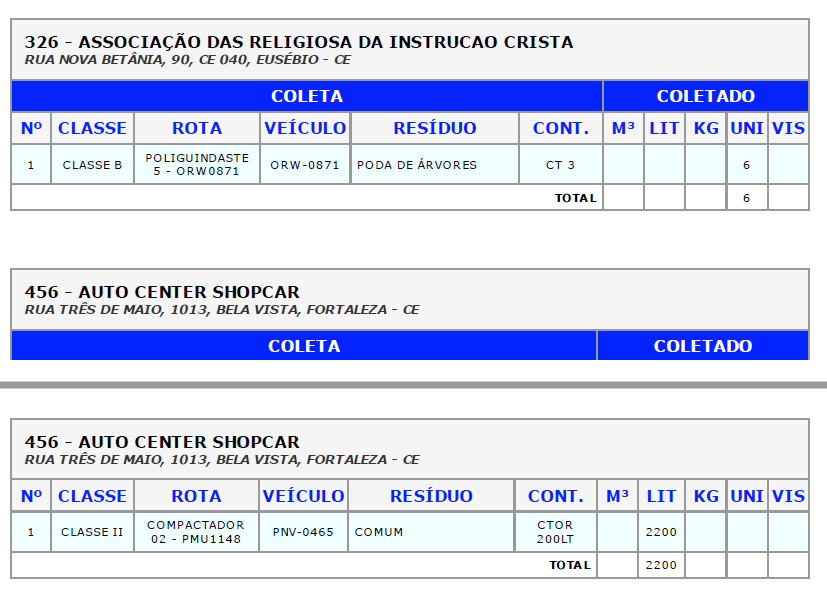 326 - ASSOCIAÇÃO DAS RELIGIOSA DA INSTRUCAO CRISTA
RUA NOVA BETÂNIA, 90, CE 040, EUSÉBIO - CE
COLETA COLETADO
Nº CLASSE ROTA VEÍCULO RESÍDUO CONT. M³ LIT KG UNI VIS
1 CLASSE B POLIGUINDASTE 5 - ORW0871 ORW-0871 PODA DE ÁRVORES CT 3 6
TOTAL 6
456 - AUTO CENTER SHOPCAR
RUA TRÊS DE MAIO, 1013, BELA VISTA, FORTALEZA - CE
COLETA COLETADO
456 - AUTO CENTER SHOPCAR
RUA TRÊS DE MAIO, 1013, BELA VISTA, FORTALEZA - CE
Nº CLASSE ROTA VEÍCULO RESÍDUO CONT. M³ LIT KG UNI VIS
1 CLASSE II COMPACTADOR 02 - PMU1148 PNV-0465 COMUM CTOR 200LT 2200
TOTAL 2200